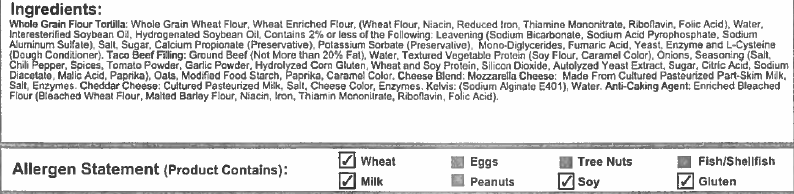 Ingredients:
Whole Grain Flour Tortilla: Whole Grain Wheat Flour, Wheat Enriched Flour, (Wheat Flour, Niacin, Reduced Iron, Thiamine Mononitrate, Riboflavin, Folic Acid), Water,
Interesterified Soybean Oil, Hydrogenated Soybean Oil, Contains 2% or less of the Following: Leavening (Sodium Bicarbonate, Sodium Acid Pyrophosphate, Sodium
Aluminum Sulfate), Salt, Sugar, Calcium Propionate (Preservative), Potassium Sorbate (Preservative), Mono-Diglycerides, Fumaric Acid, Yeast, Enzyme and L-Cysteine
(Dough Conditioner). Taco Beef Filling: Ground Beef (Not More than 20% Fat), Water, Textured Vegetable Protein (Soy Flour, Caramel Color), Onions, Seasoning (Salt,
Chili Pepper, Spices, Tomato Powder, Garlic Powder, Hydrolyzed Corn Gluten, Wheat and Soy Protein, Silicon Dioxide, Autolyzed Yeast Extract, Sugar, Citric Acid, Sodium
Diacetate, Malic Acid, Paprika), Oats, Modified Food Starch, Paprika, Caramel Color. Cheese Blend: Mozzarella Cheese: Made From Cultured Pasteurized Part-Skim Milk,
Salt, Enzymes. Cheddar Cheese: Cultured Pasteurized Milk, Salt, Cheese Color, Enzymes. Kelvis: (Sodium Alginate E401), Water. Anti-Caking Agent: Enriched Bleached
Flour (Bleached Wheat Flour, Malted Barley Flour, Niacin, Iron, Thiamin Mononitrate, Riboflavin, Folic Acid).
Allergen Statement (Product Contains):
Wheat Eggs Tree Nuts Fish/Shellfish
Milk Peanuts Soy Gluten